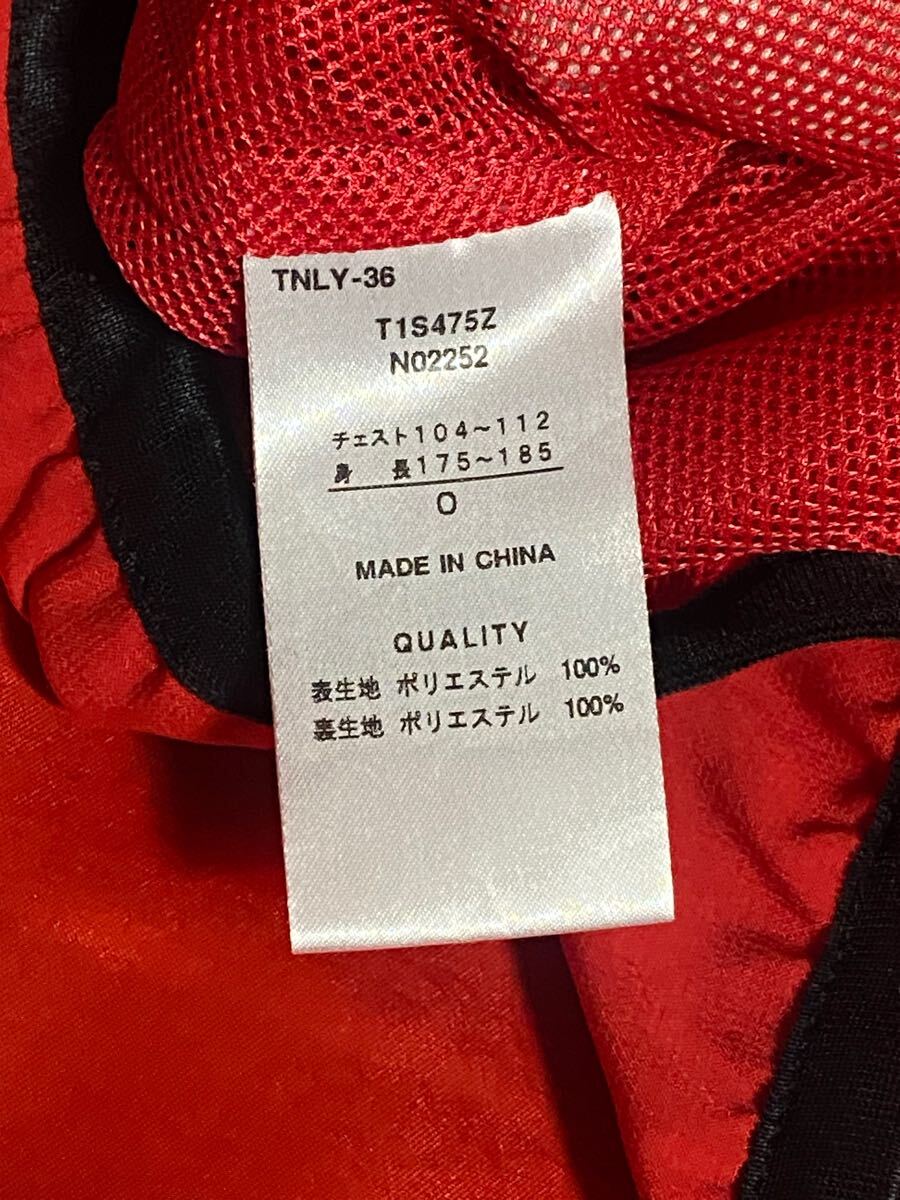 TNLY-36
T1S475Z
N02252
チェスト104～112
身　長175～185
O
MADE IN CHINA
QUALITY
表生地 ポリエステル 100%
裏生地 ポリエステル 100%